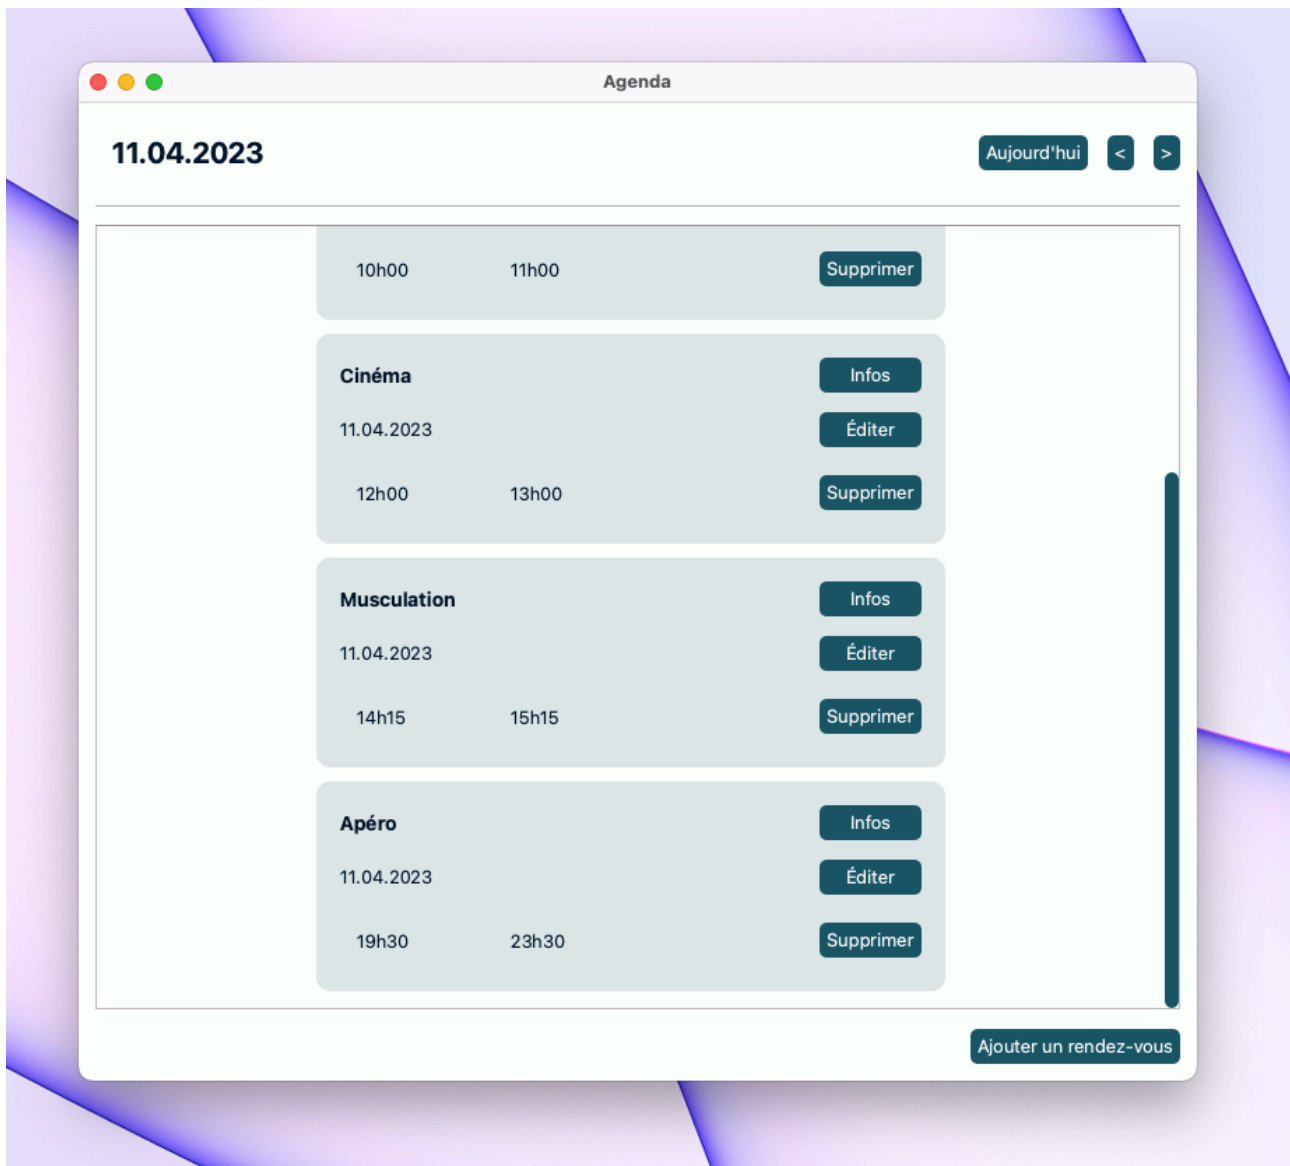 Agenda
11.04.2023 Aujourd'hui < >
10h00 11h00 Supprimer
Cinéma Infos
11.04.2023 Éditer
12h00 13h00 Supprimer
Musculation Infos
11.04.2023 Éditer
14h15 15h15 Supprimer
Apéro Infos
11.04.2023 Éditer
19h30 23h30 Supprimer
Ajouter un rendez-vous